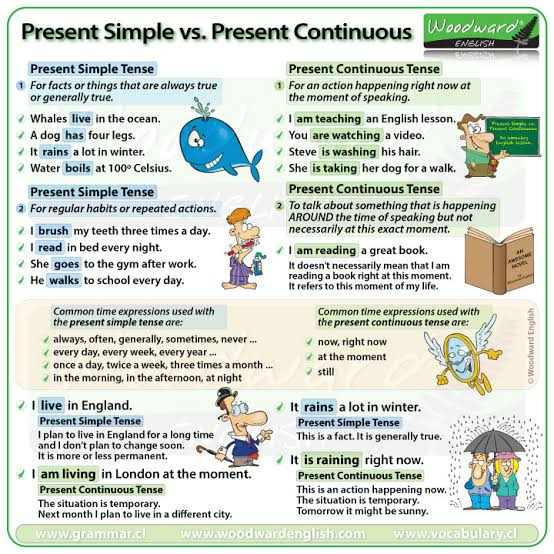 Present Simple vs. Present Continuous
Woodward®
ENGLISH
Present Simple Tense
1 For facts or things that are always true
or generally true.
✓ Whales live in the ocean.
✓ A dog has four legs.
✓ It rains a lot in winter.
✓ Water boils at 100º Celsius.
Present Continuous Tense
1 For an action happening right now at
the moment of speaking.
✓ I am teaching an English lesson.
✓ You are watching a video.
✓ Steve is washing his hair.
✓ She is taking her dog for a walk.
Present Simple vs.
Present Continuous
An amazing
English lesson.
Present Simple Tense
2 For regular habits or repeated actions.
✓ I brush my teeth three times a day.
✓ I read in bed every night.
✓ She goes to the gym after work.
✓ He walks to school every day.
Present Continuous Tense
2 To talk about something that is happening
AROUND the time of speaking but not
necessarily at this exact moment.
✓ I am reading a great book.
It doesn't necessarily mean that I am
reading a book right at this moment.
It refers to this moment of my life.
AN
AWESOME
NOVEL
by
Woodward English
Common time expressions used with
the present simple tense are:
✓ always, often, generally, sometimes, never ...
✓ every day, every week, every year ...
✓ once a day, twice a week, three times a month ...
✓ in the morning, in the afternoon, at night
Common time expressions used with
the present continuous tense are:
✓ now, right now
✓ at the moment
✓ still
© Woodward English
✓ I live in England.
Present Simple Tense
I plan to live in England for a long time
and I don't plan to change soon.
It is more or less permanent.
✓ I am living in London at the moment.
Present Continuous Tense
The situation is temporary.
Next month I plan to live in a different city.
✓ It rains a lot in winter.
Present Simple Tense
This is a fact. It is generally true.
✓ It is raining right now.
Present Continuous Tense
This is an action happening now.
The situation is temporary.
Tomorrow it might be sunny.
www.grammar.cl
www.woodwardenglish.com
www.vocabulary.cl